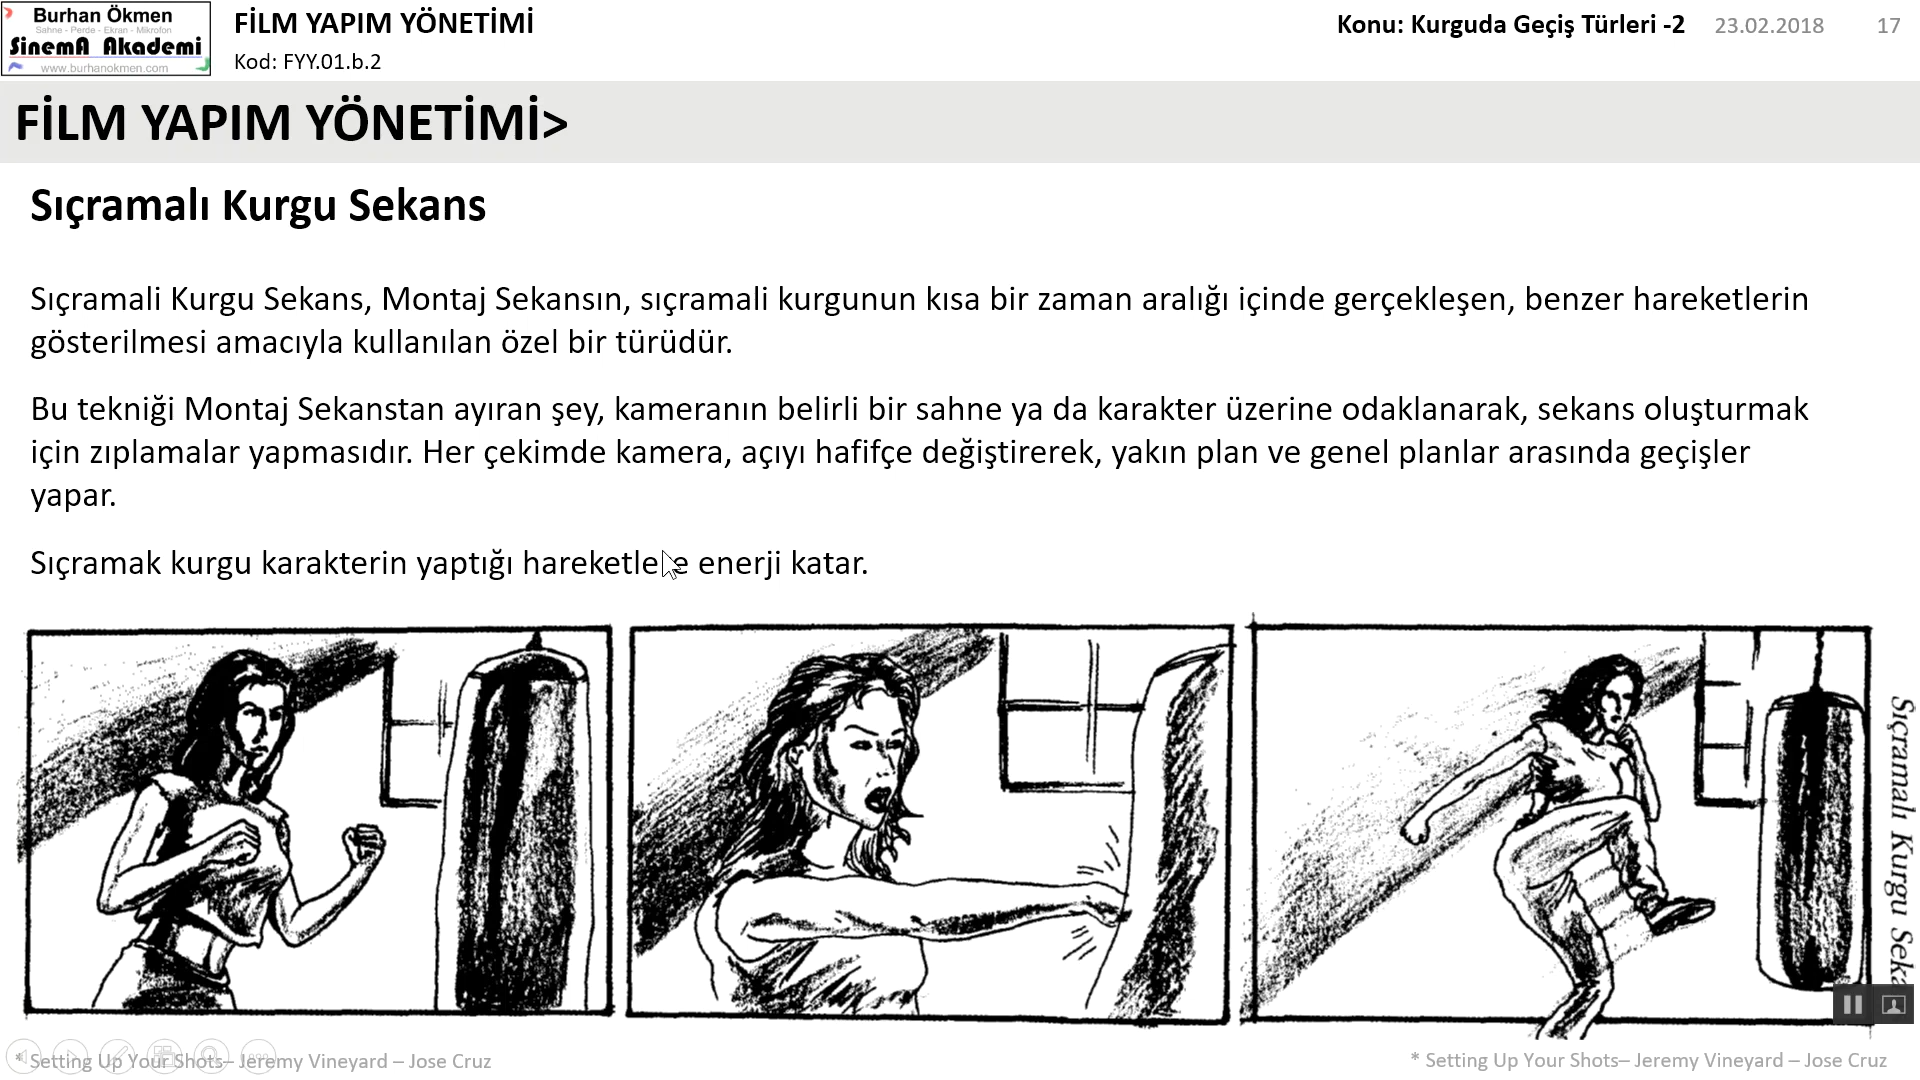 Burhan Ökmen
Sahne - Perde - Ekran - Mikrofon
SinemA Akademi
www.burhanokmen.com
FİLM YAPIM YÖNETİMİ
Kod: FYY.01.b.2
Konu: Kurguda Geçiş Türleri -2
23.02.2018
17
FİLM YAPIM YÖNETİMİ>
Sıçramalı Kurgu Sekans
Sıçramali Kurgu Sekans, Montaj Sekansın, sıçramali kurgunun kısa bir zaman aralığı içinde gerçekleşen, benzer hareketlerin
gösterilmesi amacıyla kullanılan özel bir türüdür.
Bu tekniği Montaj Sekanstan ayıran şey, kameranın belirli bir sahne ya da karakter üzerine odaklanarak, sekans oluşturmak
için zıplamalar yapmasıdır. Her çekimde kamera, açıyı hafifçe değiştirerek, yakın plan ve genel planlar arasında geçişler
yapar.
Sıçramak kurgu karakterin yaptığı hareketlere enerji katar.
Sıçramalı Kurgu Seka
* Setting Up Your Shots– Jeremy Vineyard – Jose Cruz
* Setting Up Your Shots– Jeremy Vineyard – Jose Cruz